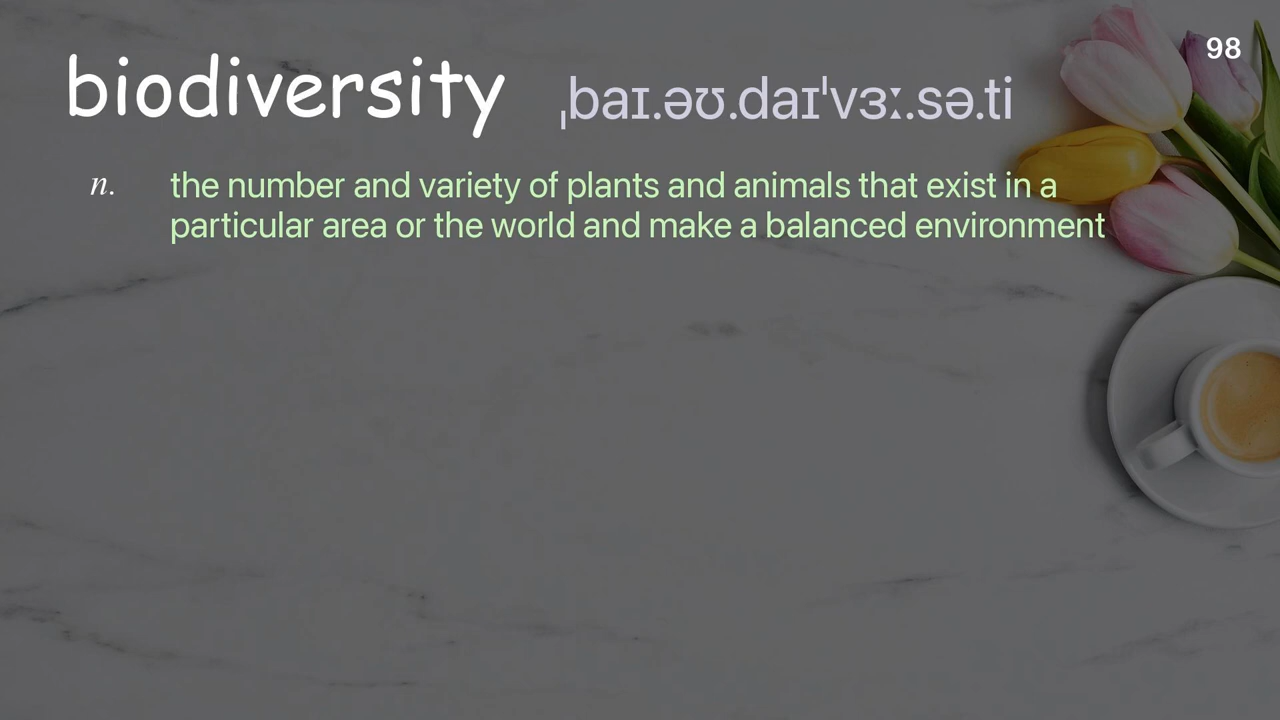 98
biodiversity ˌbaɪ.əʊ.daɪˈvɜː.sə.ti
n. the number and variety of plants and animals that exist in a
particular area or the world and make a balanced environment